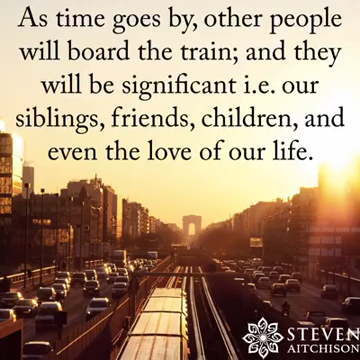 As time goes by, other people
will board the train; and they
will be significant i.e. our
siblings, friends, children, and
even the love of our life.
STEVEN
AITCHISON